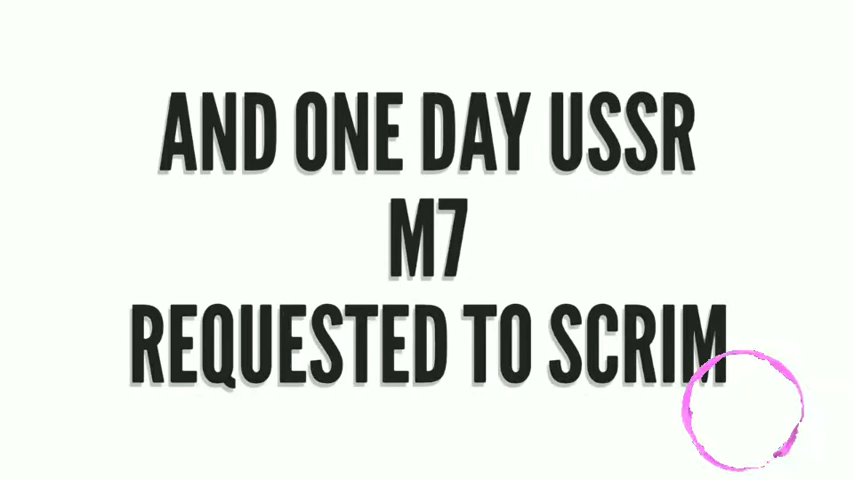 AND ONE DAY USSR
M7
REQUESTED TO SCRIM